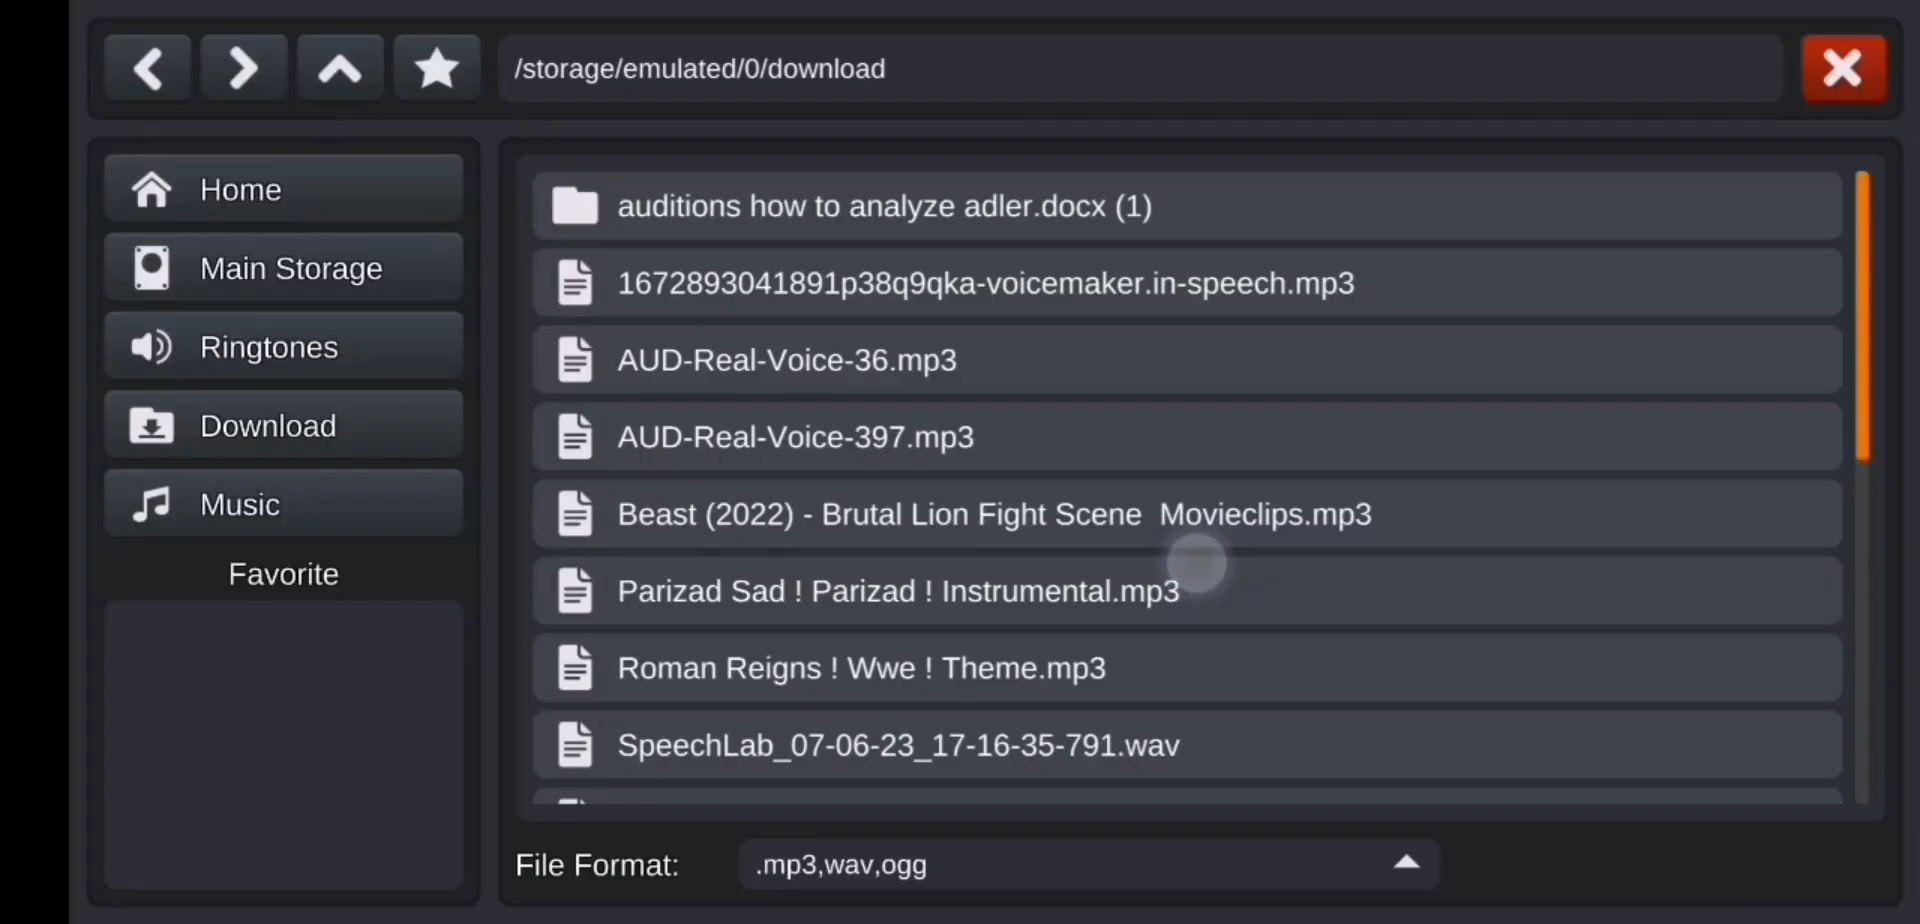 /storage/emulated/0/download
Home
Main Storage
Ringtones
Download
Music
Favorite
auditions how to analyze adler.docx (1)
1672893041891p38q9qka-voicemaker.in-speech.mp3
AUD-Real-Voice-36.mp3
AUD-Real-Voice-397.mp3
Beast (2022) - Brutal Lion Fight Scene  Movieclips.mp3
Parizad Sad ! Parizad ! Instrumental.mp3
Roman Reigns ! Wwe ! Theme.mp3
SpeechLab_07-06-23_17-16-35-791.wav
File Format: .mp3,wav,ogg